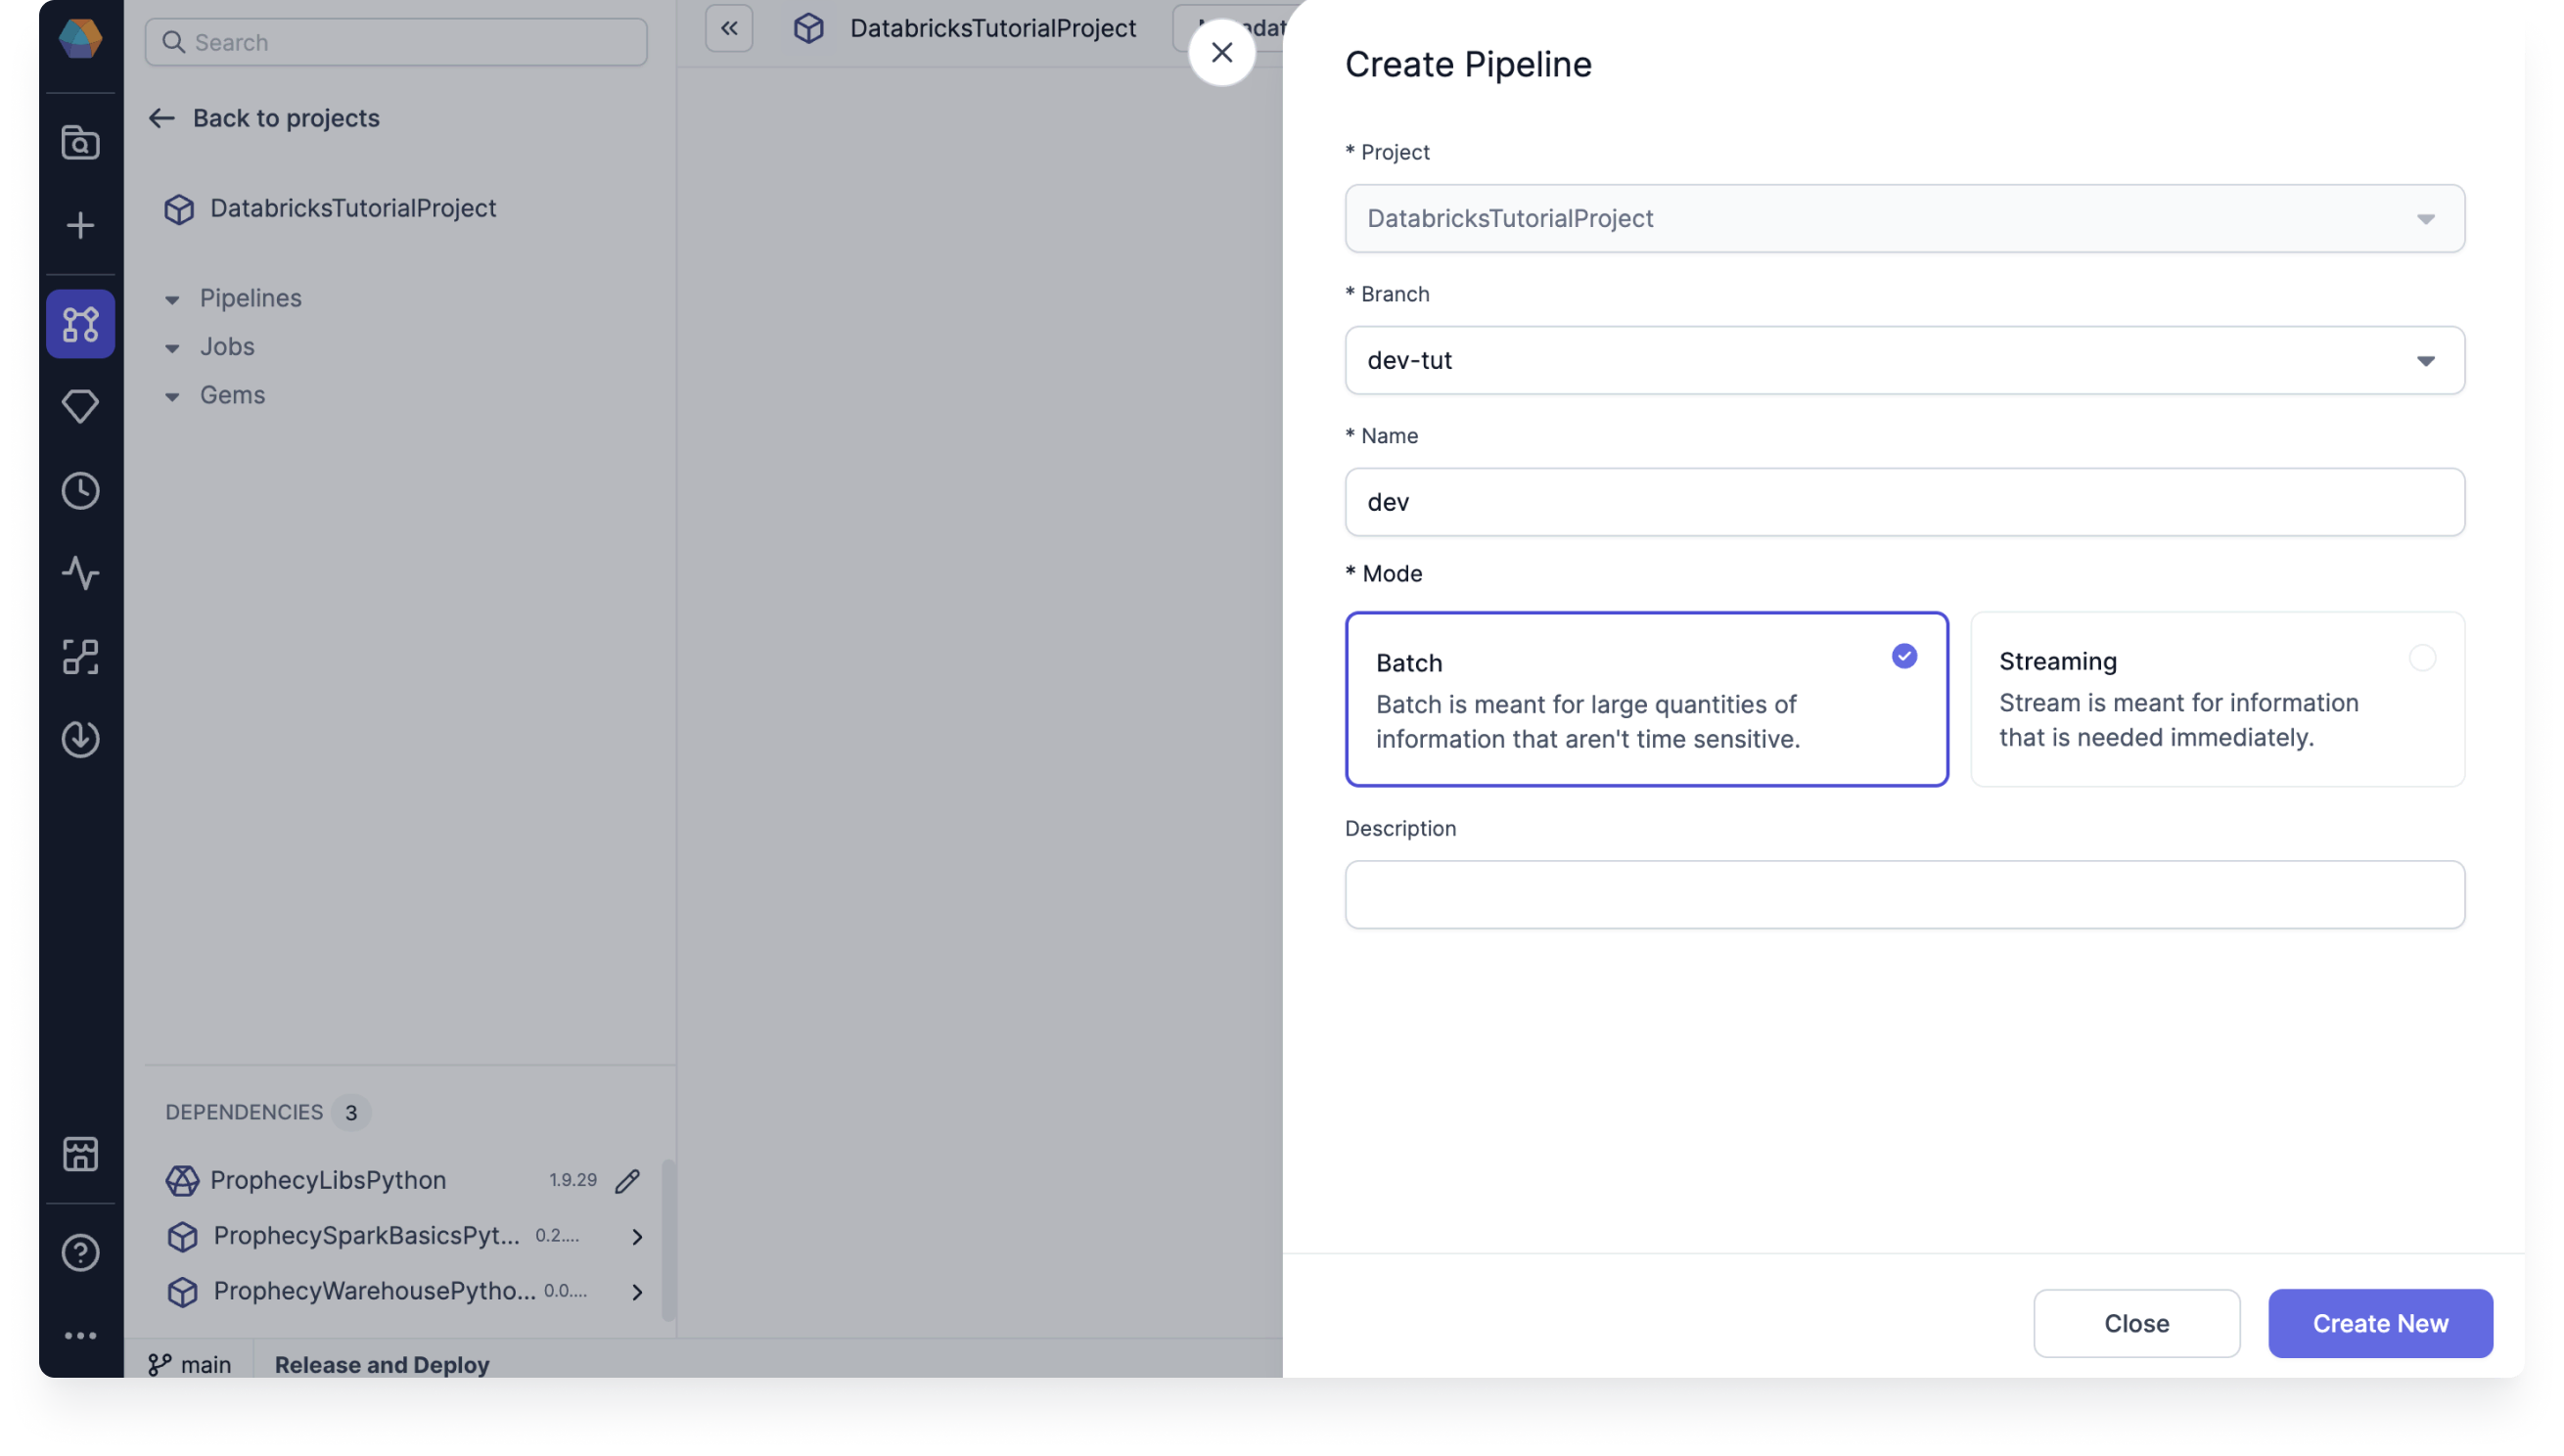 Search
Back to projects
DatabricksTutorialProject
Pipelines
Jobs
Gems
DEPENDENCIES 3
ProphecyLibsPython 1.9.29
ProphecySparkBasicsPyt... 0.2....
ProphecyWarehousePytho... 0.0....
main Release and Deploy
DatabricksTutorialProject
Create Pipeline
* Project
DatabricksTutorialProject
* Branch
dev-tut
* Name
dev
* Mode
Batch
Batch is meant for large quantities of
information that aren't time sensitive.
Streaming
Stream is meant for information
that is needed immediately.
Description
Close Create New